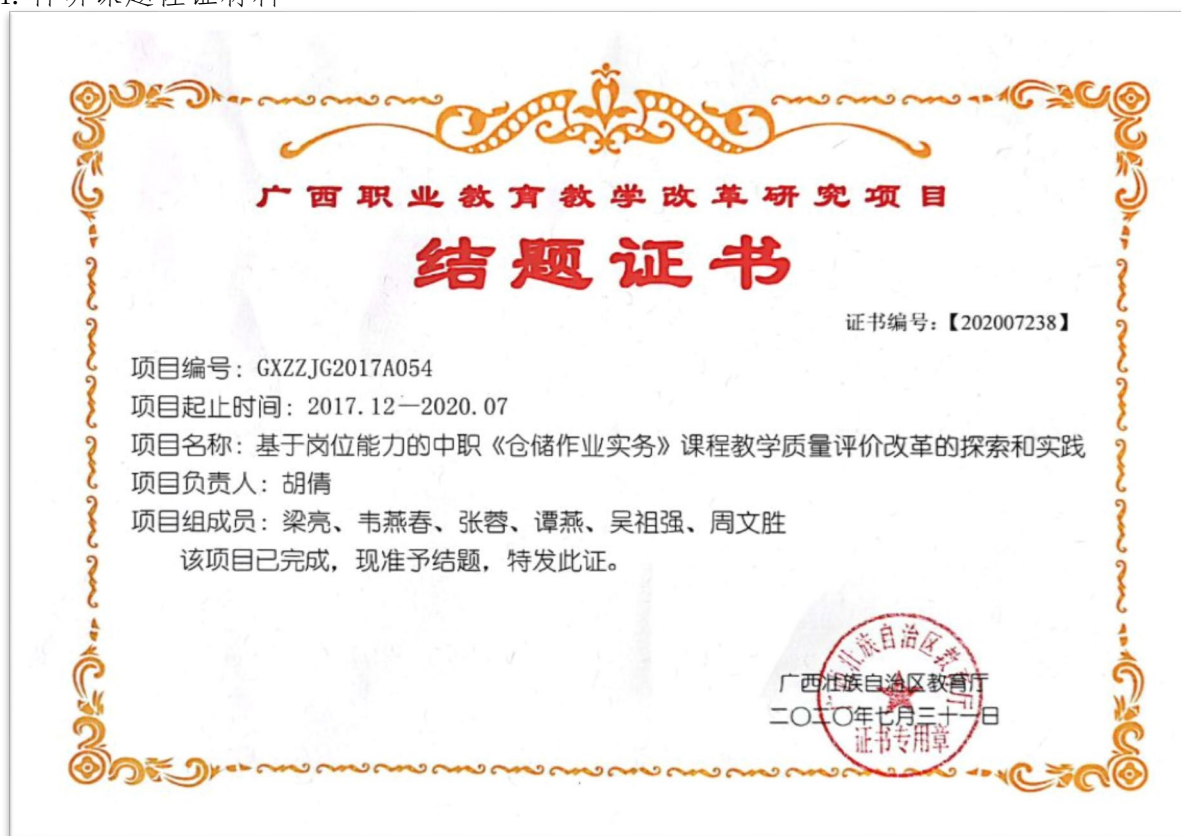 广西职业教育教学改革研究项目
结题证书
证书编号：【202007238】
项目编号：GXZZJG2017A054
项目起止时间：2017.12—2020.07
项目名称：基于岗位能力的中职《仓储作业实务》课程教学质量评价改革的探索和实践
项目负责人：胡倩
项目组成员：梁亮、韦燕春、张蓉、谭燕、吴祖强、周文胜
该项目已完成，现准予结题，特发此证。
广西壮族自治区教育厅
二〇二〇年七月三十一日
证书专用章